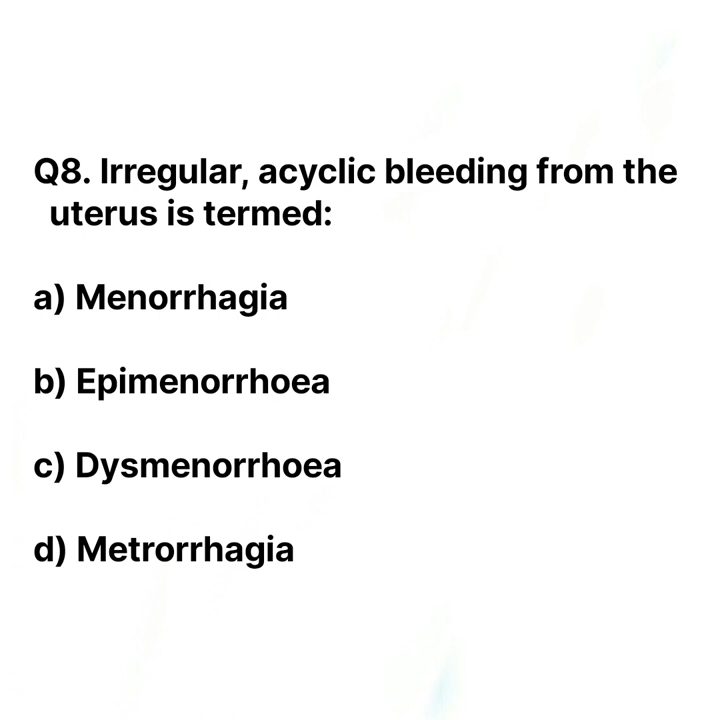 Q8. Irregular, acyclic bleeding from the
uterus is termed:
a) Menorrhagia
b) Epimenorrhoea
c) Dysmenorrhoea
d) Metrorrhagia